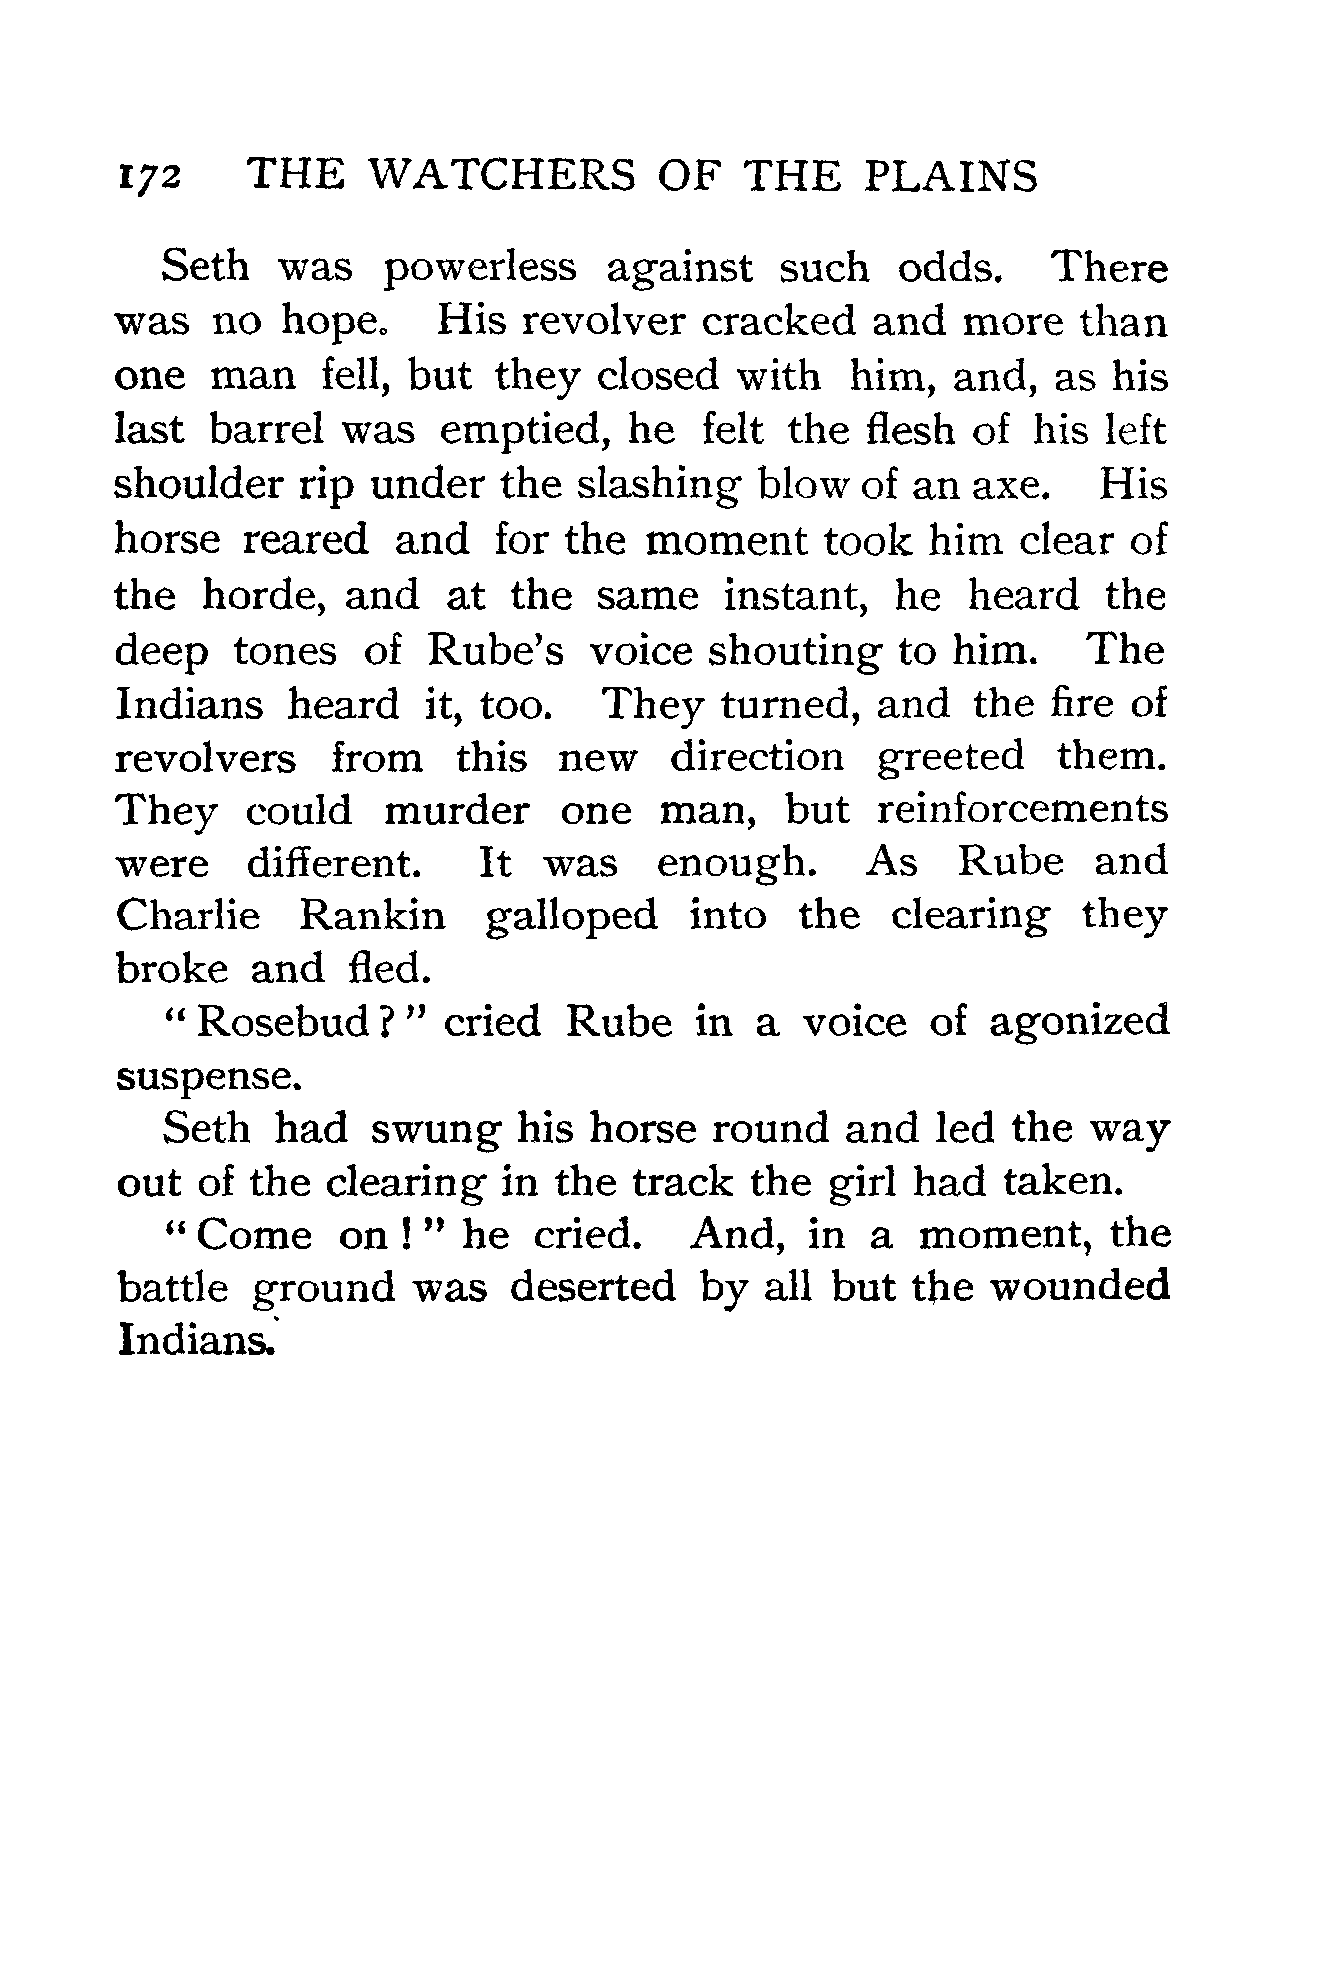 172 THE WATCHERS OF THE PLAINS
Seth was powerless against such odds. There
was no hope. His revolver cracked and more than
one man fell, but they closed with him, and, as his
last barrel was emptied, he felt the flesh of his left
shoulder rip under the slashing blow of an axe. His
horse reared and for the moment took him clear of
the horde, and at the same instant, he heard the
deep tones of Rube's voice shouting to him. The
Indians heard it, too. They turned, and the fire of
revolvers from this new direction greeted them.
They could murder one man, but reinforcements
were different. It was enough. As Rube and
Charlie Rankin galloped into the clearing they
broke and fled.
“ Rosebud ? ” cried Rube in a voice of agonized
suspense.
Seth had swung his horse round and led the way
out of the clearing in the track the girl had taken.
“ Come on ! ” he cried. And, in a moment, the
battle ground was deserted by all but the wounded
Indians.